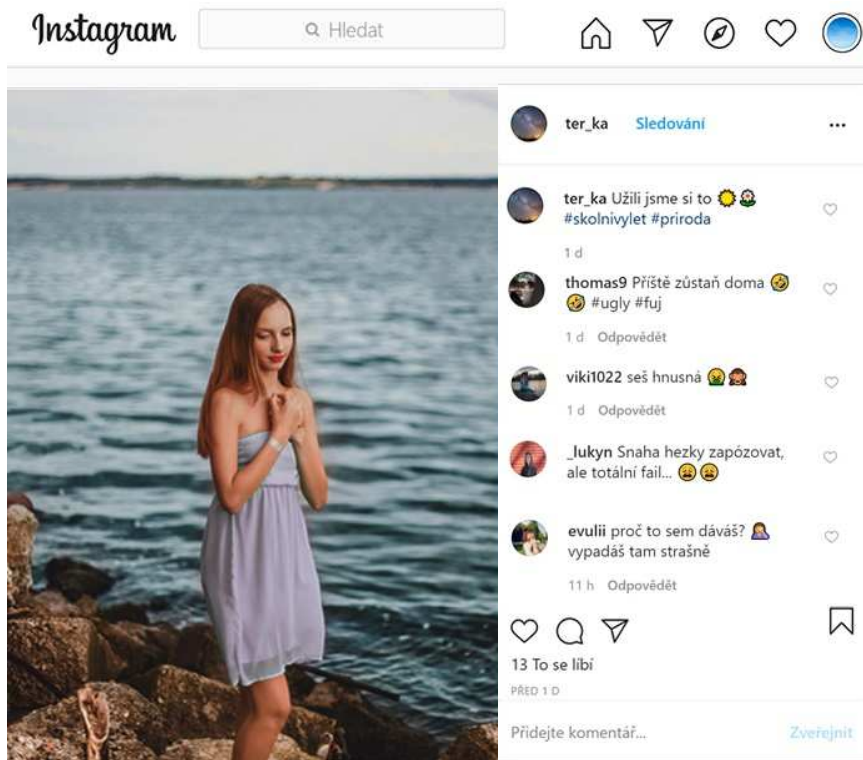 Instagram
Hledat
ter_ka Sledování
ter_ka Užili jsme si to 🌞🌼
#skolnivylet #priroda
1 d
thomas9 Příště zůstaň doma 🤣
🤣 #ugly #fuj
1 d Odpovědět
viki1022 seš hnusná 🤮🙈
1 d Odpovědět
_lukyn Snaha hezky zapózovat,
ale totální fail... 😩😩
evulii proč to sem dáváš? 🤦‍♀️
vypadáš tam strašně
11 h Odpovědět
13 To se líbí
PŘED 1 D
Přidejte komentář... Zveřejnit